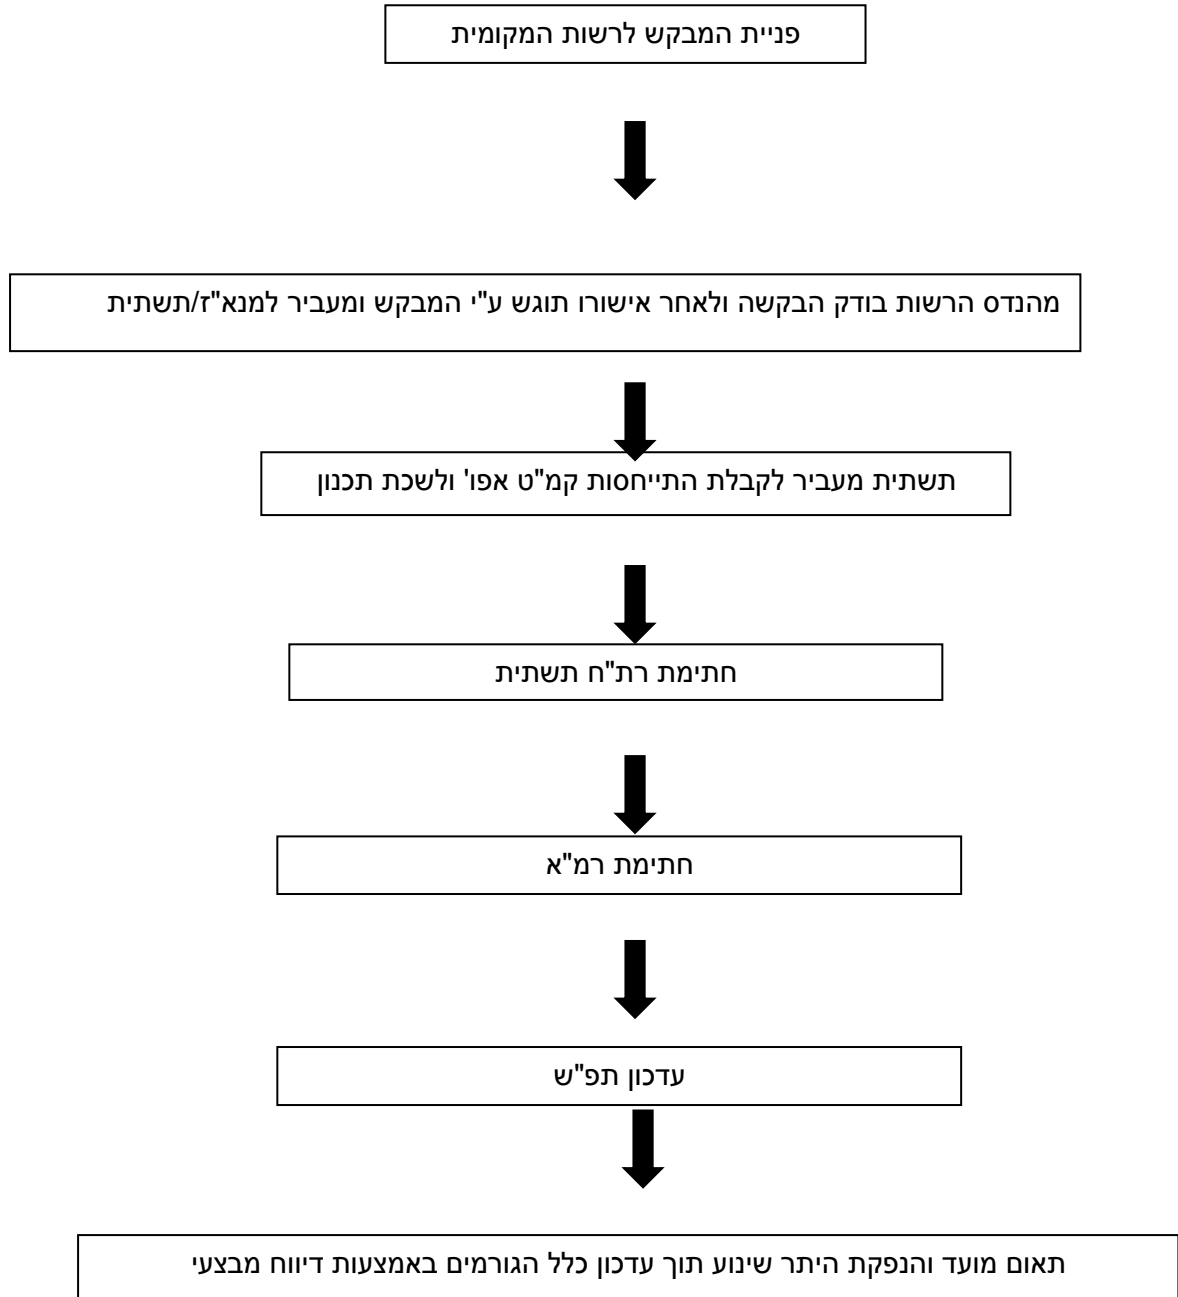 פניית המבקש לרשות המקומית
מהנדס הרשות בודק הבקשה ולאחר אישורו תוגש ע"י המבקש ומעביר למנא"ז/תשתית
תשתית מעביר לקבלת התייחסות קמ"ט אפו' ולשכת תכנון
חתימת רת"ח תשתית
חתימת רמ"א
עדכון תפ"ש
תאום מועד והנפקת היתר שינוע תוך עדכון כלל הגורמים באמצעות דיווח מבצעי